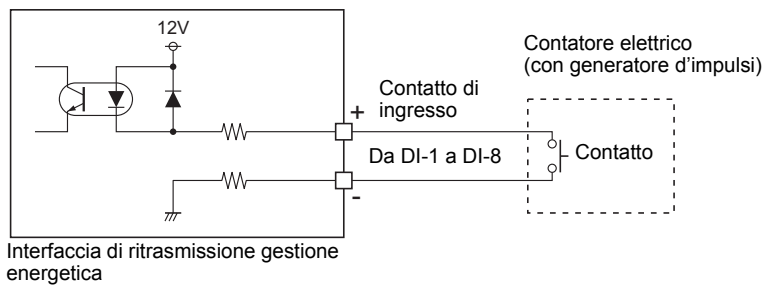 12V
Contatore elettrico
(con generatore d'impulsi)
Contatto di
ingresso
+
Da DI-1 a DI-8
Contatto
-
Interfaccia di ritrasmissione gestione
energetica